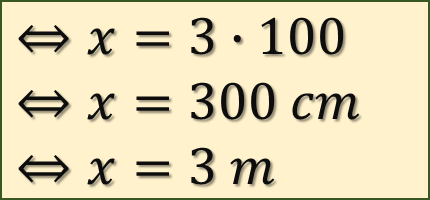 ⇔ x = 3 · 100
⇔ x = 300 cm
⇔ x = 3 m